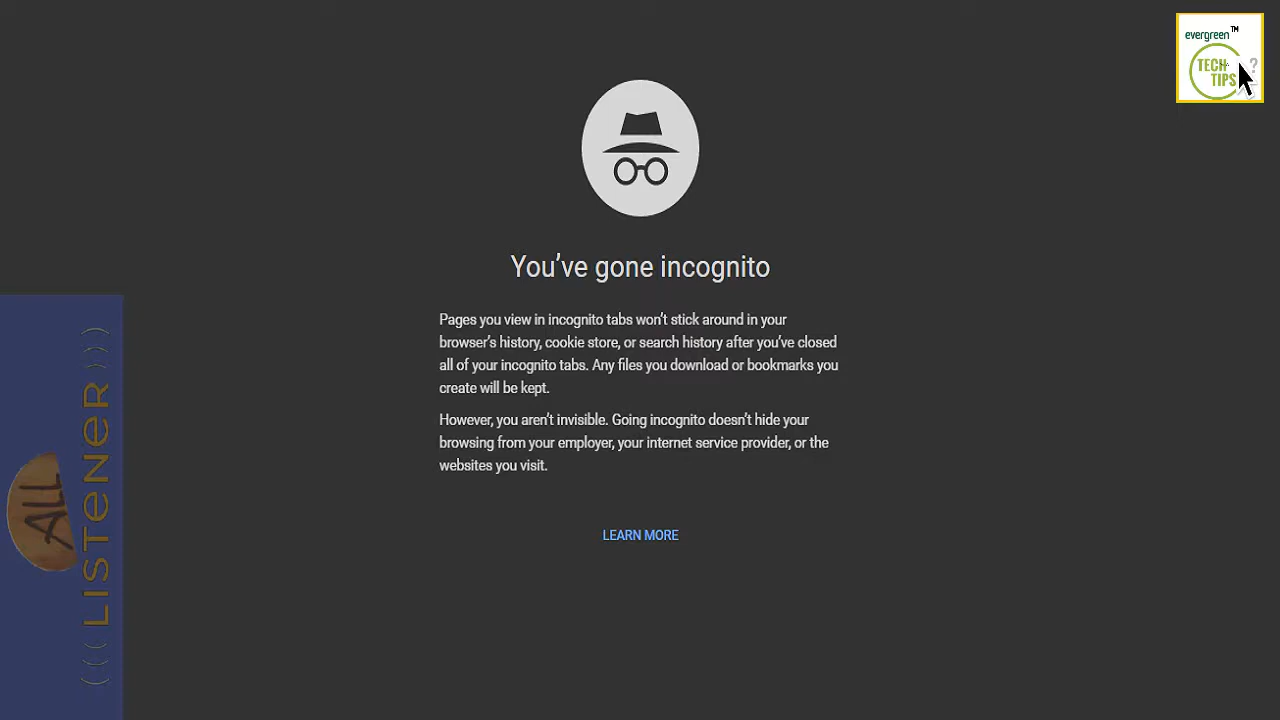 evergreen™
TECH
TIPS
?
You've gone incognito
Pages you view in incognito tabs won't stick around in your
browser's history, cookie store, or search history after you've closed
all of your incognito tabs. Any files you download or bookmarks you
create will be kept.
However, you aren't invisible. Going incognito doesn't hide your
browsing from your employer, your internet service provider, or the
websites you visit.
LEARN MORE
ALL
((( LISTENER )))